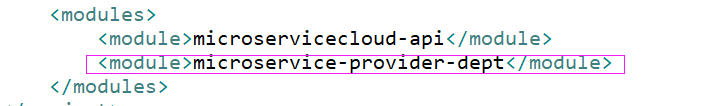 <modules>
<module>microservicecloud-api</module>
<module>microservice-provider-dept</module>
</modules>